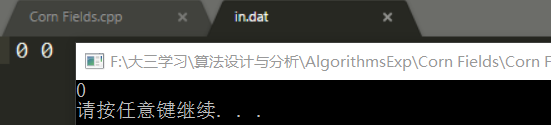 Corn Fields.cpp × in.dat ×
0 0
F:\大三学习\算法设计与分析\AlgorithmsExp\Corn Fields\Corn F
0
请按任意键继续. . .